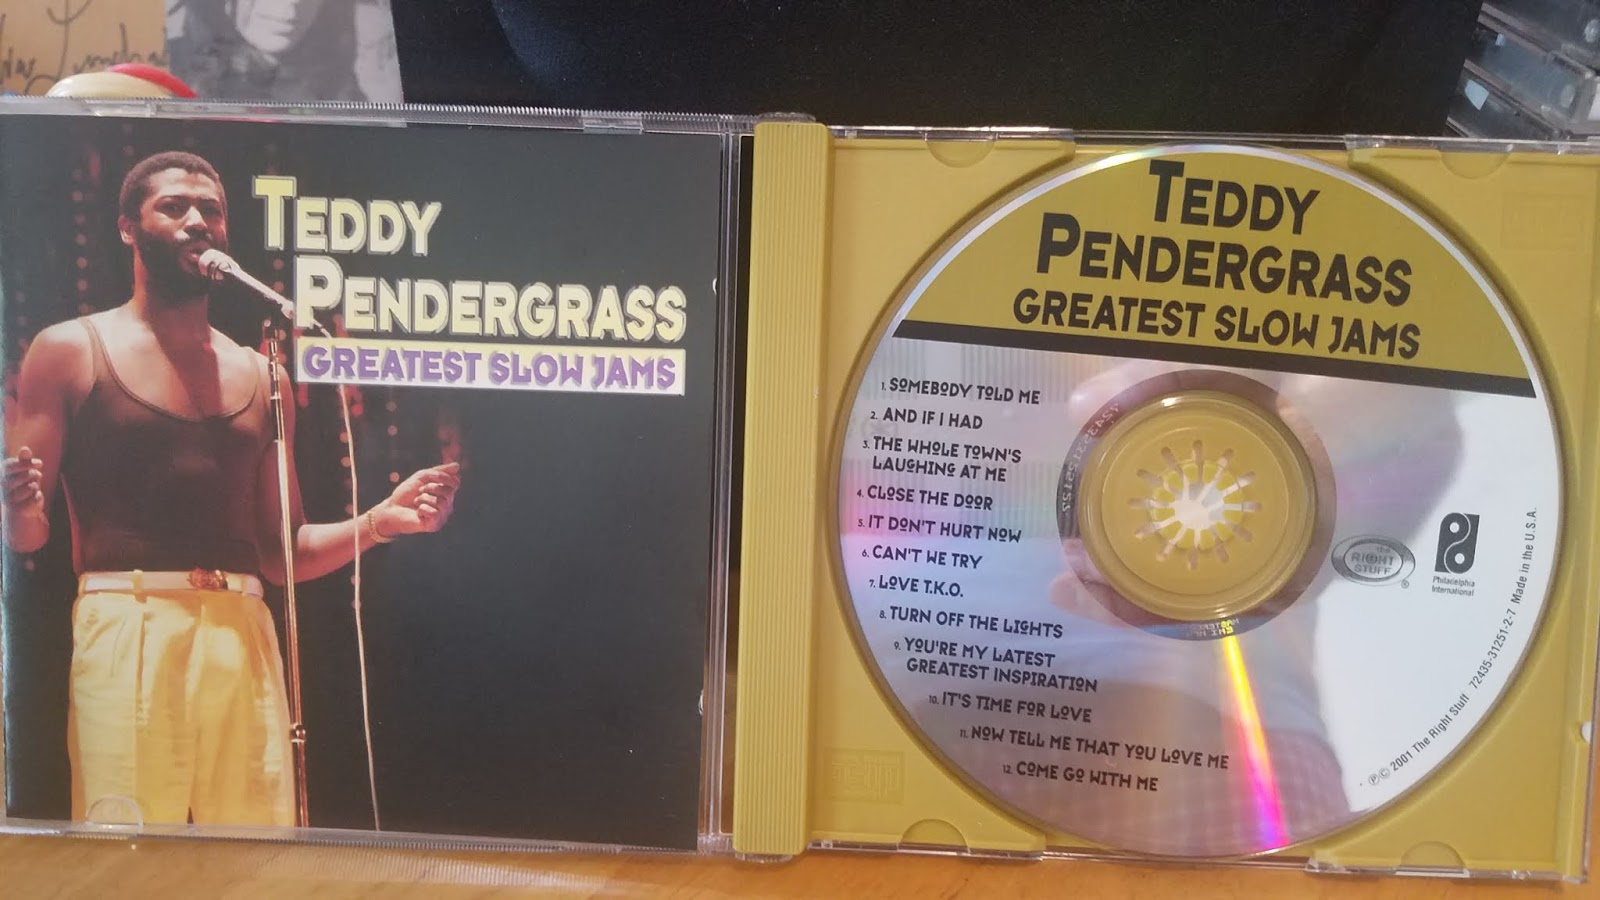 TEDDY
PENDERGRASS
GREATEST SLOW JAMS
TEDDY
PENDERGRASS
GREATEST SLOW JAMS
1. SOMEBODY TOLD ME
2. AND IF I HAD
3. THE WHOLE TOWN'S
LAUGHING AT ME
4. CLOSE THE DOOR
5. IT DON'T HURT NOW
6. CAN'T WE TRY
7. LOVE T.K.O.
8. TURN OFF THE LIGHTS
9. YOU'RE MY LATEST
GREATEST INSPIRATION
10. IT'S TIME FOR LOVE
11. NOW TELL ME THAT YOU LOVE ME
12. COME GO WITH ME
the
RIGHT
STUFF
®
Philadelphia
International
℗© 2001 The Right Stuff 72435-31251-2-7 Made in the U.S.A.